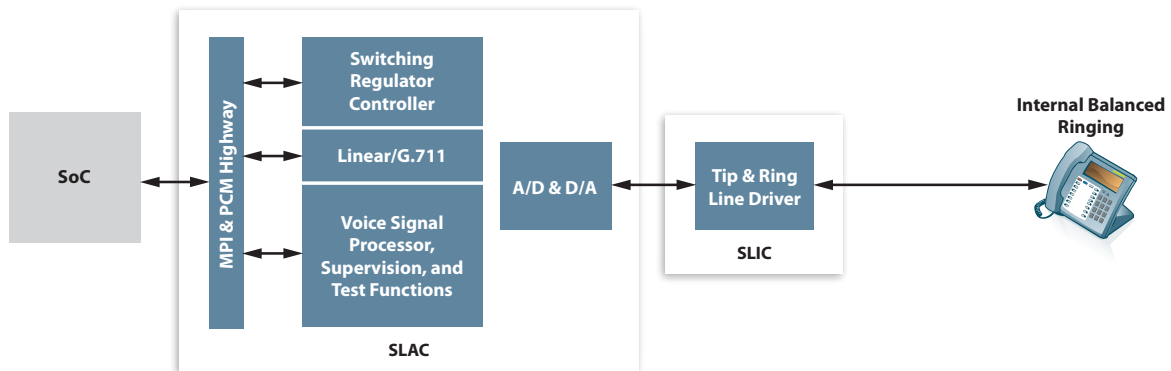 SoC
MPI & PCM Highway
Switching
Regulator
Controller
Linear/G.711
Voice Signal
Processor,
Supervision, and
Test Functions
SLAC
A/D & D/A
Tip & Ring
Line Driver
SLIC
Internal Balanced
Ringing